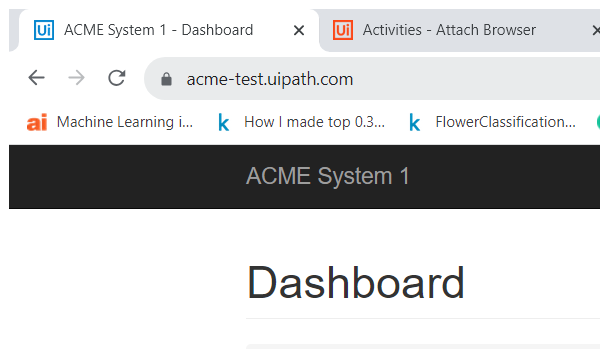 Ui ACME System 1 - Dashboard Ui Activities - Attach Browser
acme-test.uipath.com
ai Machine Learning i... k How I made top 0.3... k FlowerClassification...
ACME System 1
Dashboard